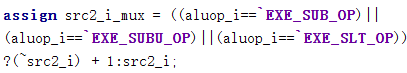 assign src2_i_mux = ((aluop_i==`EXE_SUB_OP)||
(aluop_i==`EXE_SUBU_OP)||(aluop_i==`EXE_SLT_OP))
?(~src2_i) + 1:src2_i;